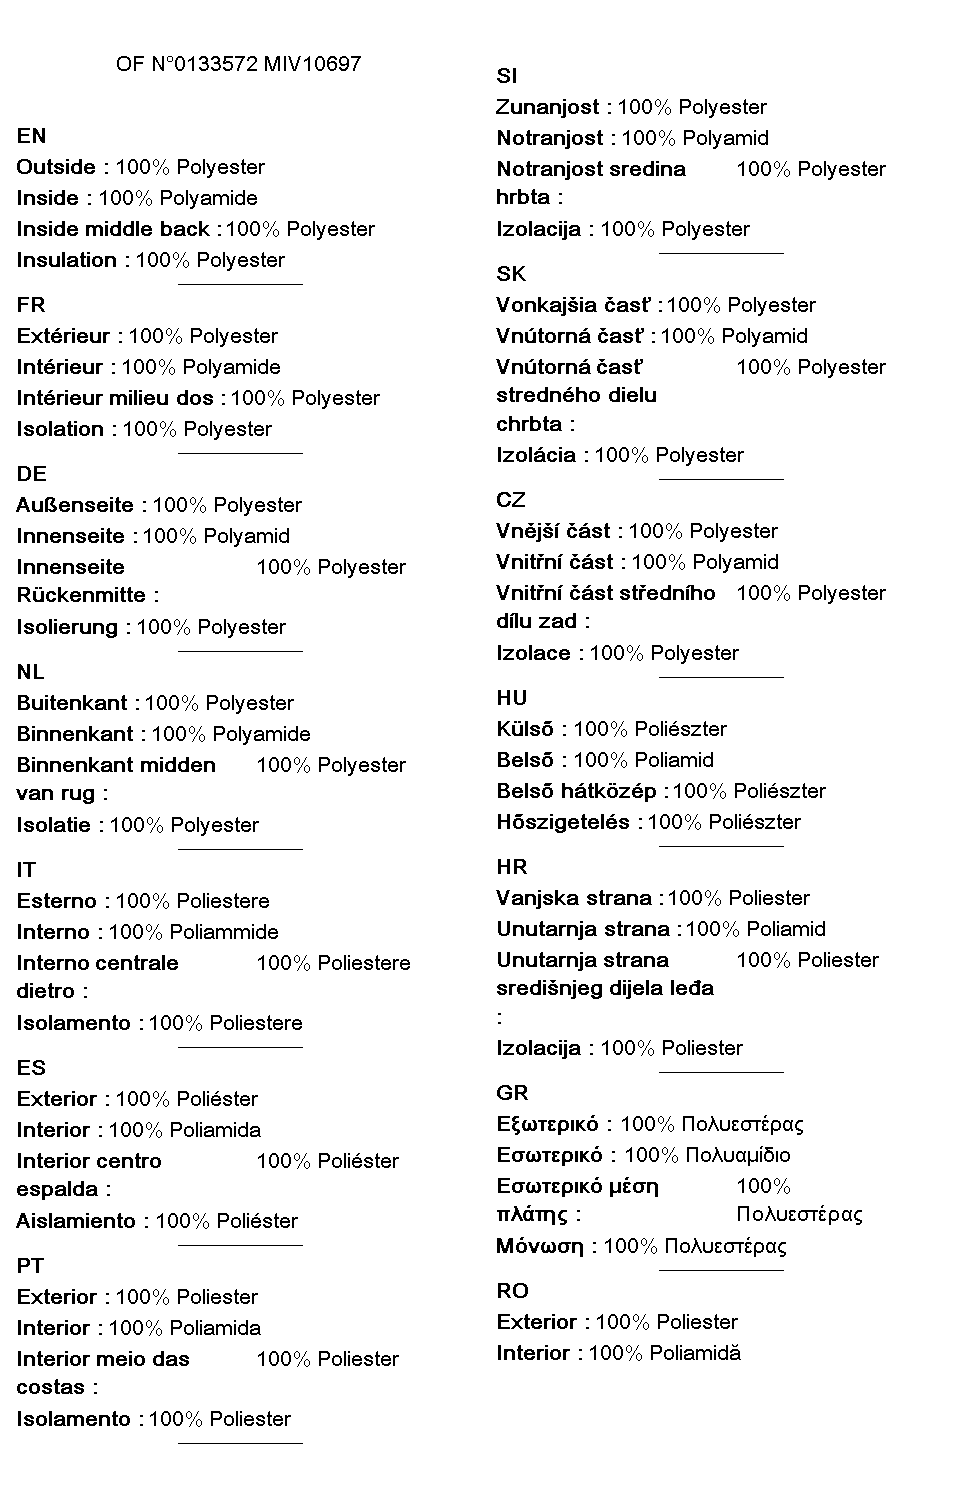 OF N°0133572 MIV10697
EN
Outside : 100% Polyester
Inside : 100% Polyamide
Inside middle back : 100% Polyester
Insulation : 100% Polyester
FR
Extérieur : 100% Polyester
Intérieur : 100% Polyamide
Intérieur milieu dos : 100% Polyester
Isolation : 100% Polyester
DE
Außenseite : 100% Polyester
Innenseite : 100% Polyamid
Innenseite 100% Polyester
Rückenmitte :
Isolierung : 100% Polyester
NL
Buitenkant : 100% Polyester
Binnenkant : 100% Polyamide
Binnenkant midden 100% Polyester
van rug :
Isolatie : 100% Polyester
IT
Esterno : 100% Poliestere
Interno : 100% Poliammide
Interno centrale 100% Poliestere
dietro :
Isolamento : 100% Poliestere
ES
Exterior : 100% Poliéster
Interior : 100% Poliamida
Interior centro 100% Poliéster
espalda :
Aislamiento : 100% Poliéster
PT
Exterior : 100% Poliester
Interior : 100% Poliamida
Interior meio das 100% Poliester
costas :
Isolamento : 100% Poliester
SI
Zunanjost : 100% Polyester
Notranjost : 100% Polyamid
Notranjost sredina 100% Polyester
hrbta :
Izolacija : 100% Polyester
SK
Vonkajšia časť : 100% Polyester
Vnútorná časť : 100% Polyamid
Vnútorná časť 100% Polyester
stredného dielu
chrbta :
Izolácia : 100% Polyester
CZ
Vnější část : 100% Polyester
Vnitřní část : 100% Polyamid
Vnitřní část středního 100% Polyester
dílu zad :
Izolace : 100% Polyester
HU
Külső : 100% Poliészter
Belső : 100% Poliamid
Belső hátközép : 100% Poliészter
Hőszigetelés : 100% Poliészter
HR
Vanjska strana : 100% Poliester
Unutarnja strana : 100% Poliamid
Unutarnja strana 100% Poliester
središnjeg dijela leđa
:
Izolacija : 100% Poliester
GR
Εξωτερικό : 100% Πολυεστέρας
Εσωτερικό : 100% Πολυαμίδιο
Εσωτερικό μέση 100%
πλάτης : Πολυεστέρας
Μόνωση : 100% Πολυεστέρας
RO
Exterior : 100% Poliester
Interior : 100% Poliamidă